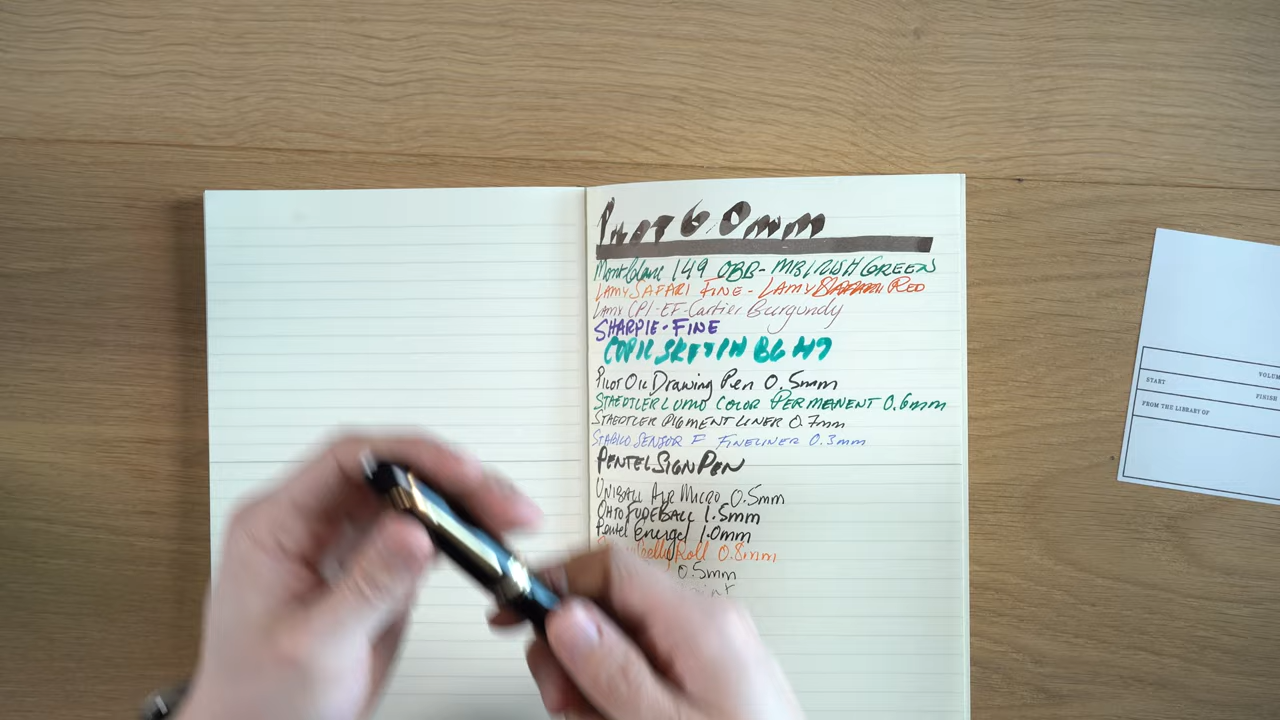 Pilot 6.0mm
Montblanc 149 OBB - MB IRISH GREEN
LAMY SAFARI FINE - LAMY RED
LAMY CP1 - EF - Cartier Burgundy
SHARPIE - FINE
COPIC SKETCH BG 49
PILOT OIL Drawing Pen 0.5mm
STAEDTLER LUMO COLOR PERMENENT 0.6mm
STAEDTLER PIGMENT LINER 0.7mm
STABILO SENSOR F FINELINER 0.3mm
PENTEL SIGN PEN
UNIBALL AIR MICRO 0.5mm
OHTO FUDEBALL 1.5mm
Pentel Energel 1.0mm
Gelly Roll 0.8mm
0.5mm
VOLUM
START
FINISH
FROM THE LIBRARY OF